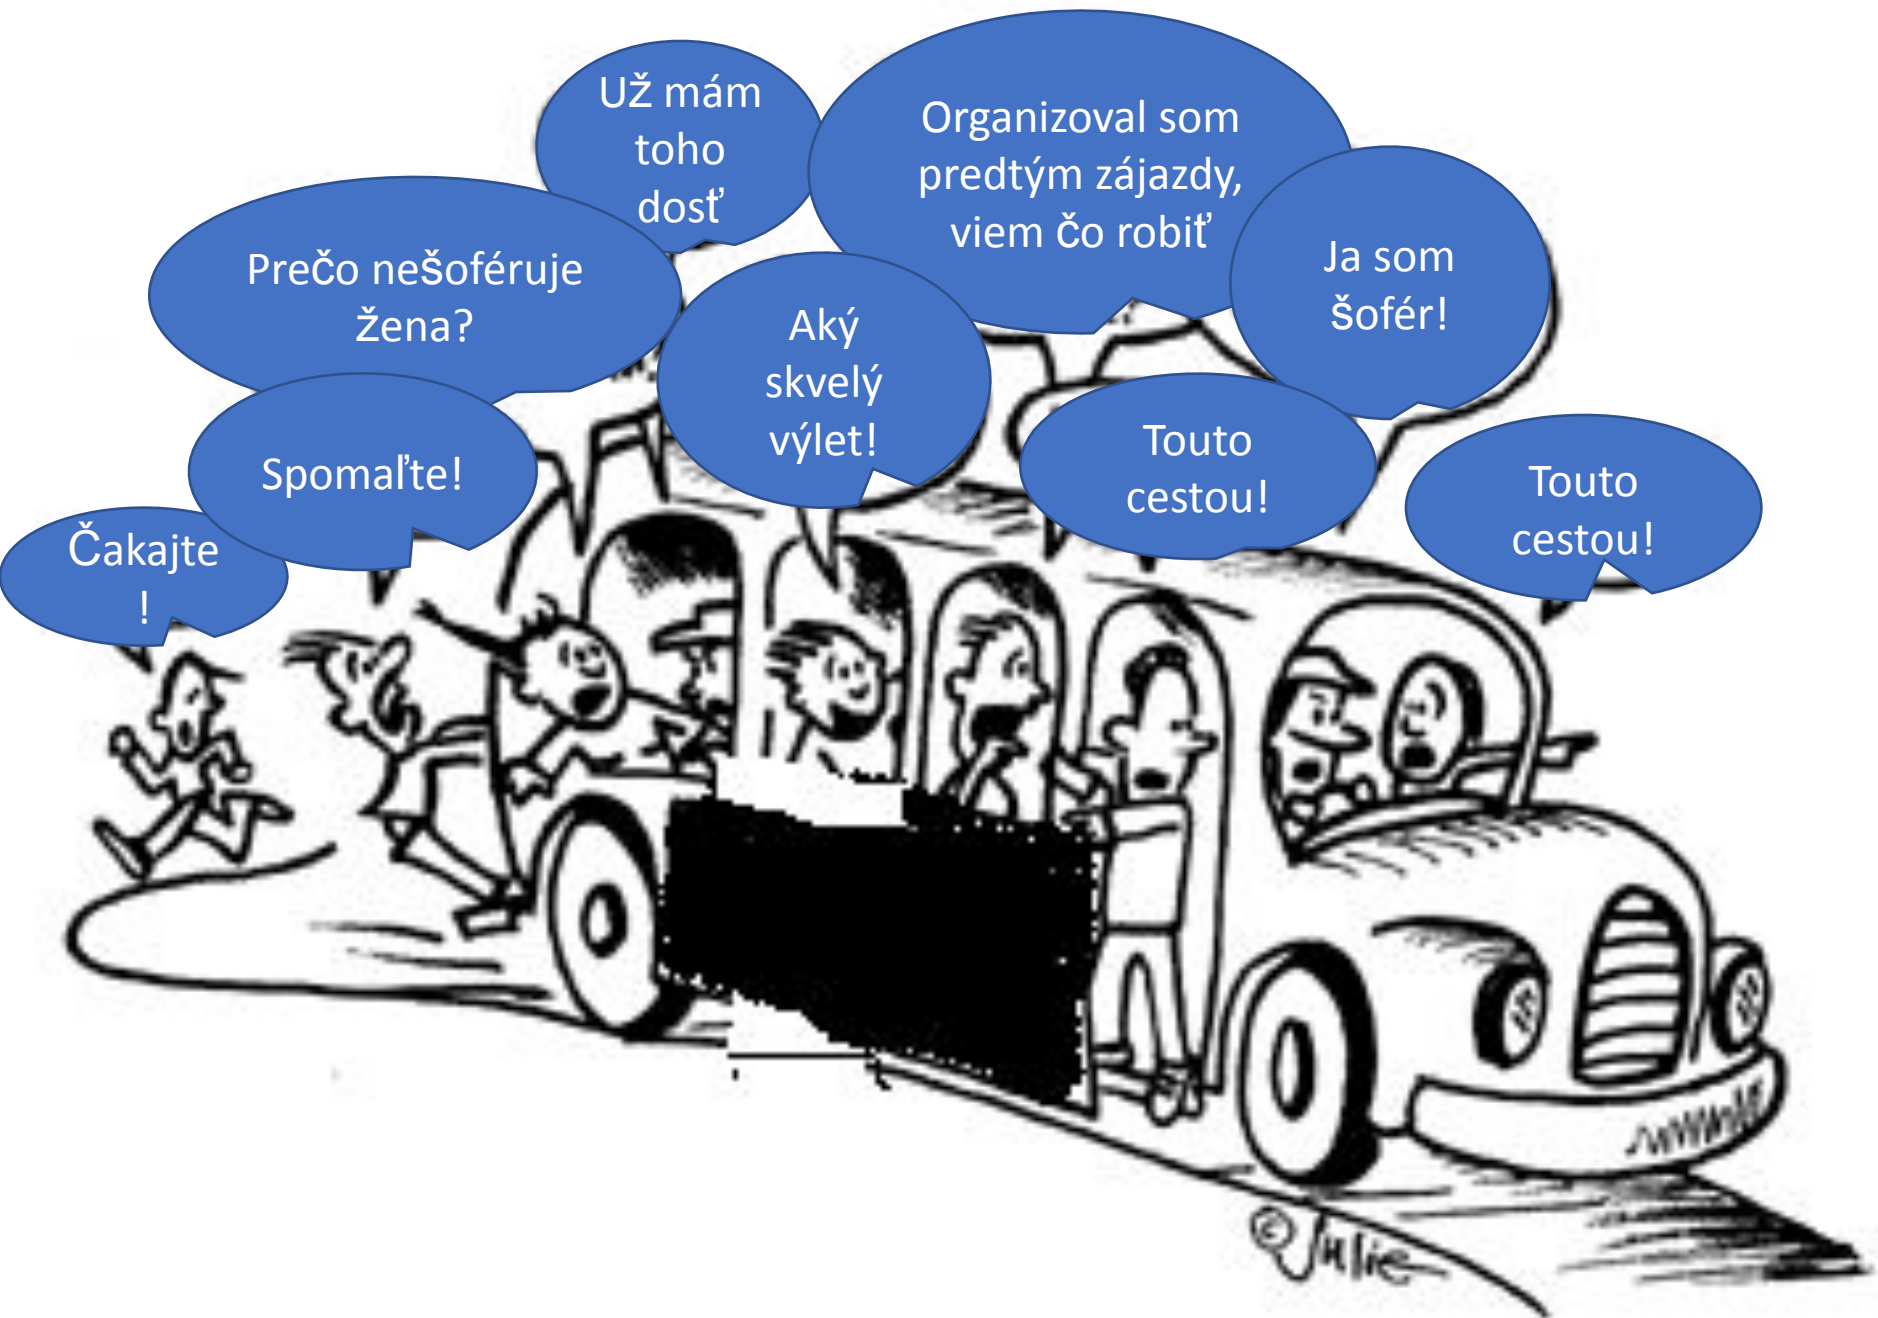 Už mám
toho
dosť
Organizoval som
predtým zájazdy,
viem čo robiť
Prečo nešoféruje
žena?
Aký
skvelý
výlet!
Ja som
šofér!
Spomaľte!
Touto
cestou!
Touto
cestou!
Čakajte
!
© Julie